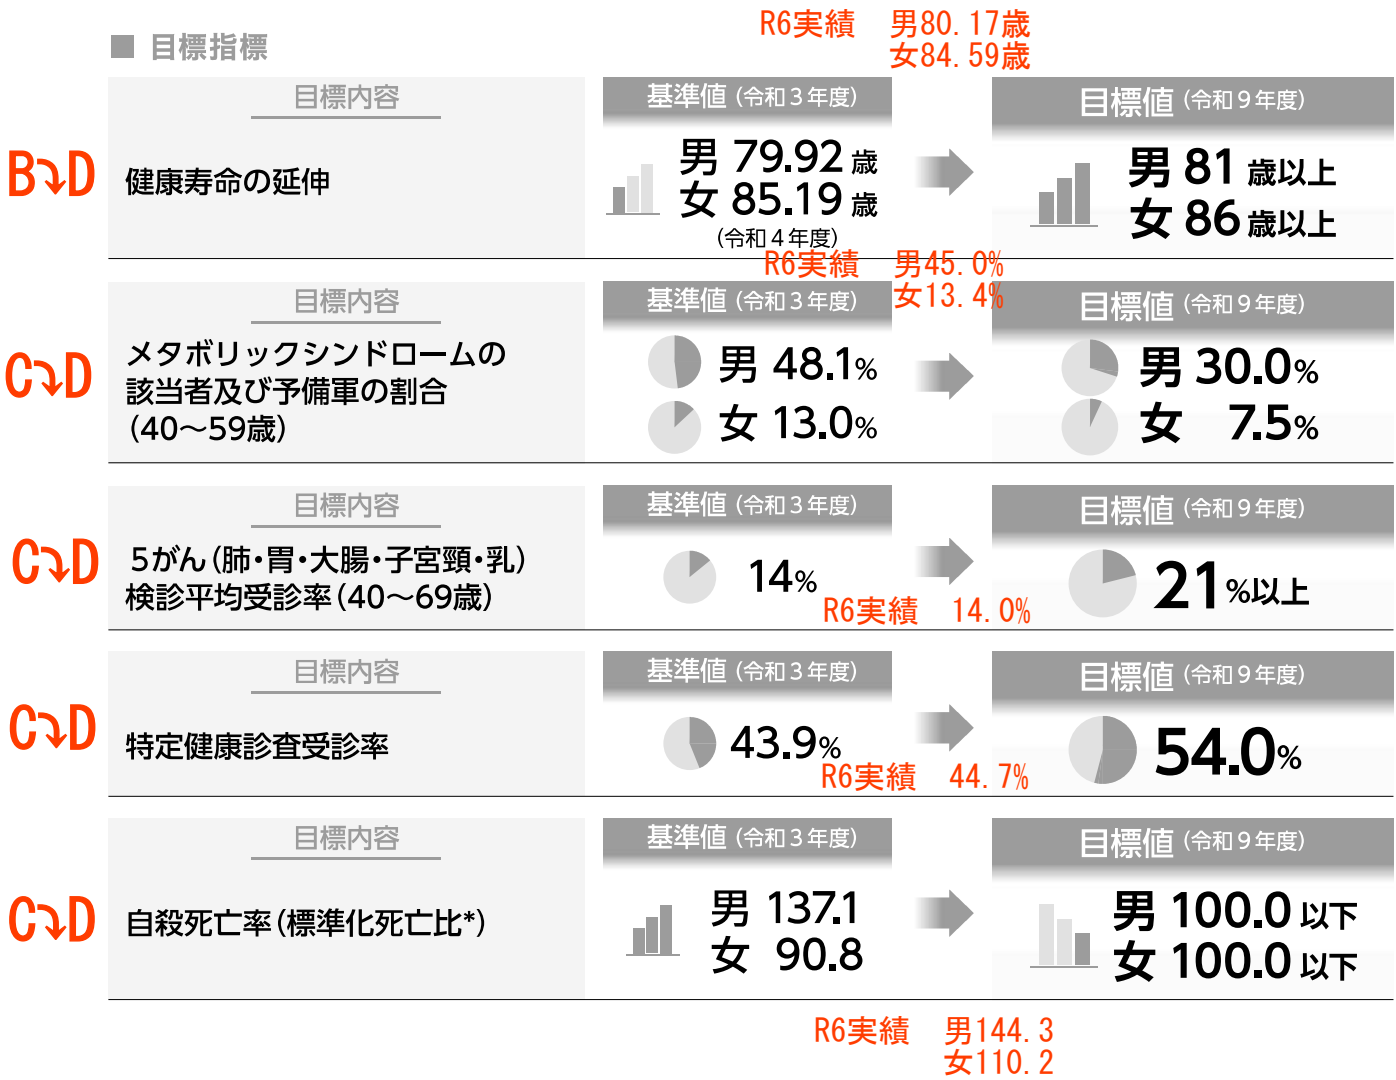 R6実績 男80.17歳
女84.59歳
■ 目標指標
目標内容
基準値(令和3年度)
目標値(令和9年度)
B→D
健康寿命の延伸
男 79.92歳
女 85.19歳
(令和4年度)
男 81歳以上
女 86歳以上
R6実績 男45.0%
女13.4%
目標内容
基準値(令和3年度)
目標値(令和9年度)
C→D
メタボリックシンドロームの
該当者及び予備軍の割合
(40〜59歳)
男 48.1%
女 13.0%
男 30.0%
女 7.5%
目標内容
基準値(令和3年度)
目標値(令和9年度)
C→D
5がん(肺・胃・大腸・子宮頸・乳)
検診平均受診率(40〜69歳)
14%
21%以上
R6実績 14.0%
目標内容
基準値(令和3年度)
目標値(令和9年度)
C→D
特定健康診査受診率
43.9%
54.0%
R6実績 44.7%
目標内容
基準値(令和3年度)
目標値(令和9年度)
C→D
自殺死亡率(標準化死亡比*)
男 137.1
女 90.8
男 100.0以下
女 100.0以下
R6実績 男144.3
女110.2